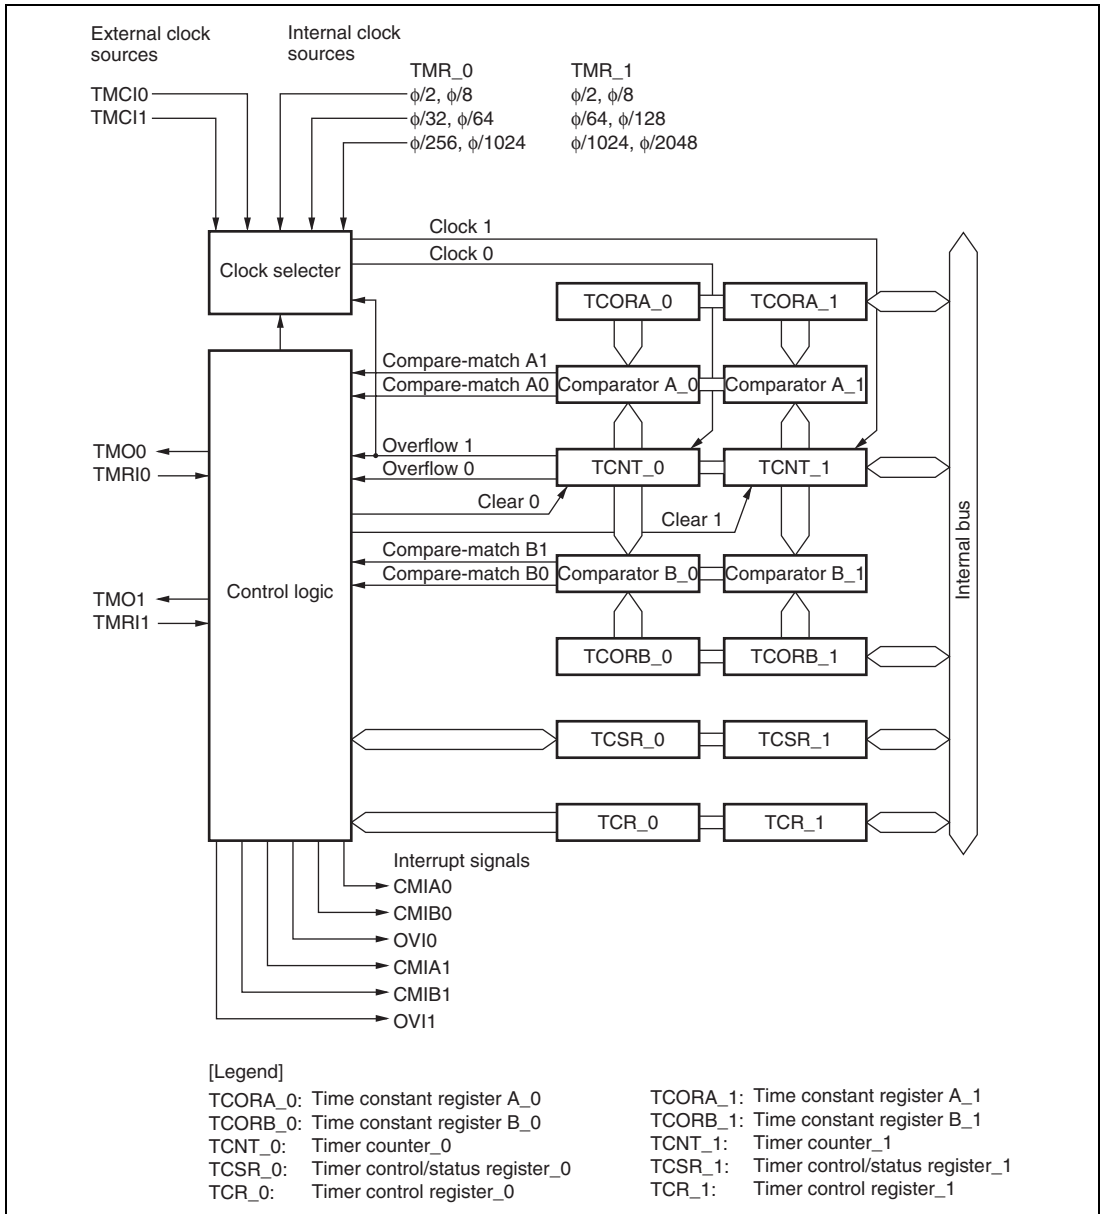 External clock
sources
Internal clock
sources
TMR_0
TMR_1
TMCI0
ϕ/2, ϕ/8
ϕ/2, ϕ/8
TMCI1
ϕ/32, ϕ/64
ϕ/64, ϕ/128
ϕ/256, ϕ/1024
ϕ/1024, ϕ/2048
Clock 1
Clock 0
Clock selecter
TCORA_0
TCORA_1
Compare-match A1
Compare-match A0
Comparator A_0
Comparator A_1
TMO0
TMRI0
Overflow 1
Overflow 0
TCNT_0
TCNT_1
Clear 0
Clear 1
Internal bus
Compare-match B1
Compare-match B0
Comparator B_0
Comparator B_1
Control logic
TMO1
TMRI1
TCORB_0
TCORB_1
TCSR_0
TCSR_1
TCR_0
TCR_1
Interrupt signals
CMIA0
CMIB0
OVI0
CMIA1
CMIB1
OVI1
[Legend]
TCORA_0: Time constant register A_0
TCORB_0: Time constant register B_0
TCNT_0: Timer counter_0
TCSR_0: Timer control/status register_0
TCR_0: Timer control register_0
TCORA_1: Time constant register A_1
TCORB_1: Time constant register B_1
TCNT_1: Timer counter_1
TCSR_1: Timer control/status register_1
TCR_1: Timer control register_1